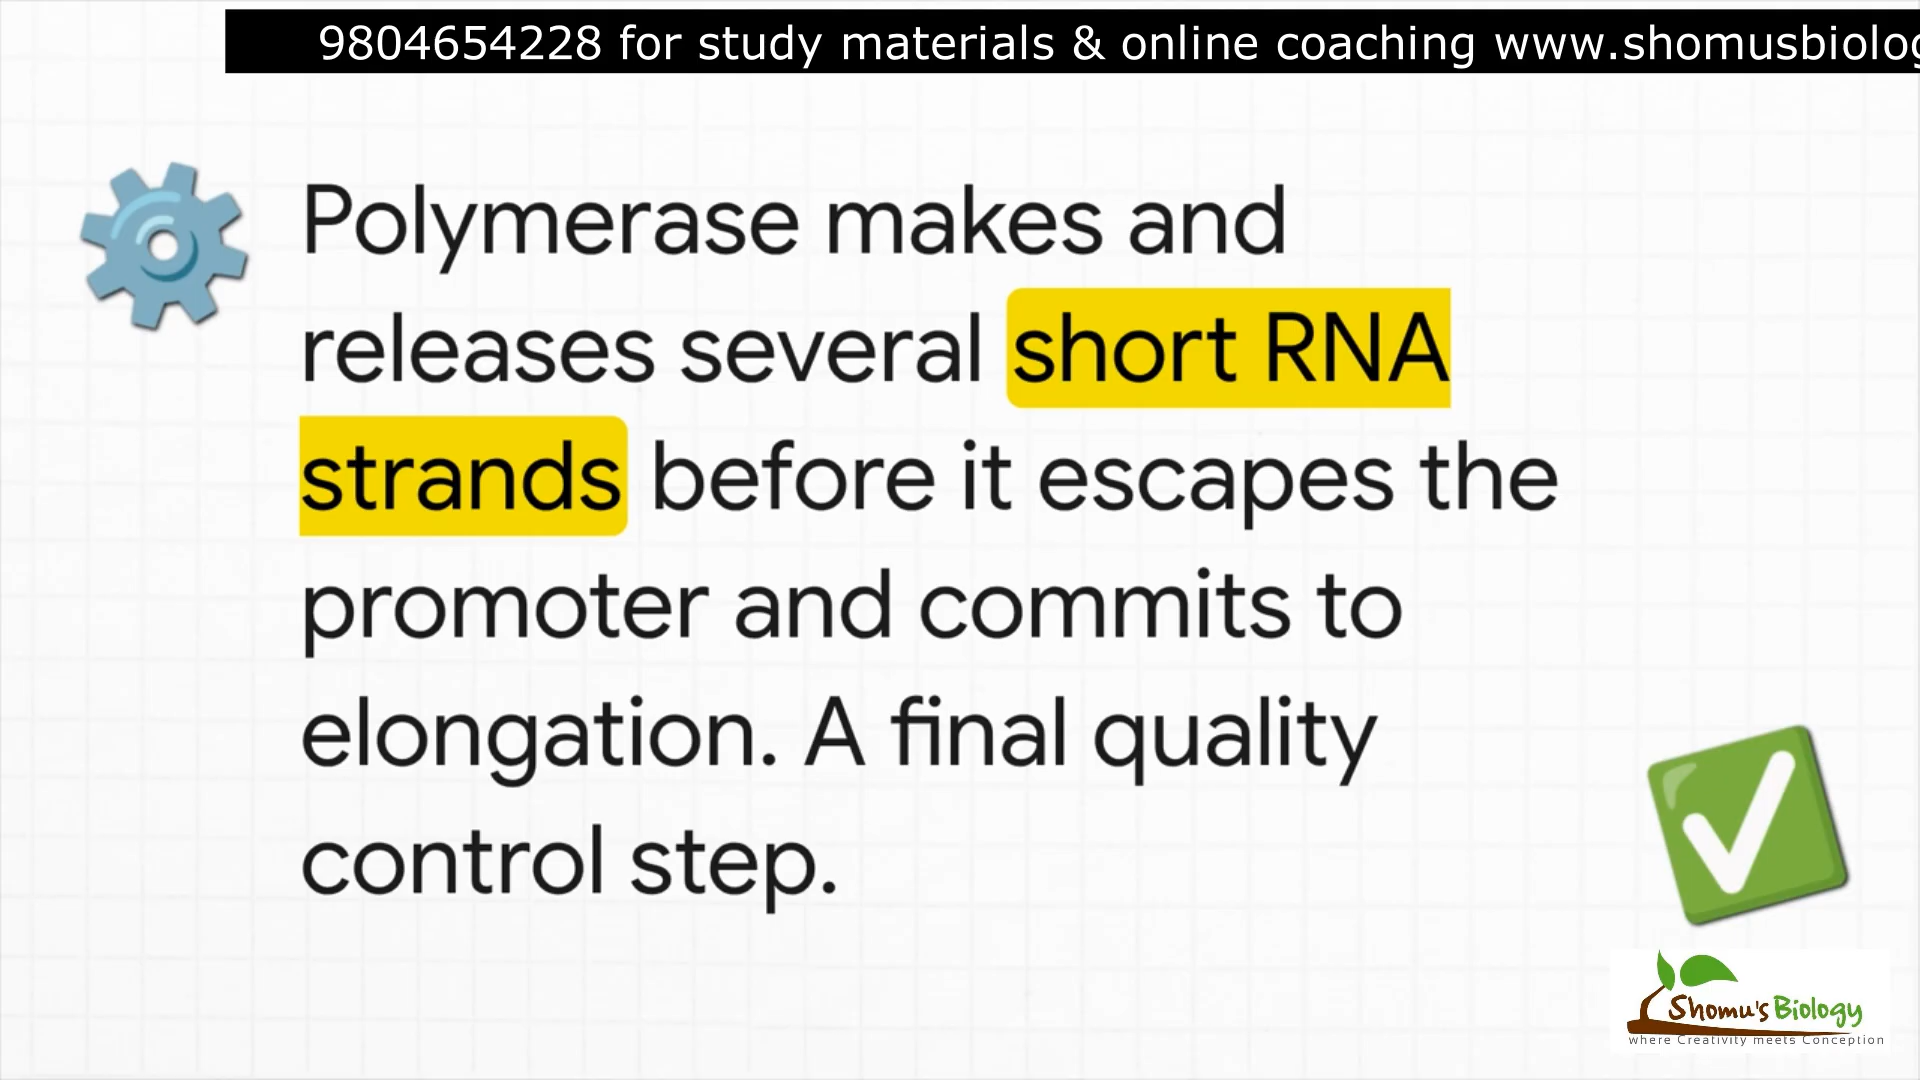 9804654228 for study materials & online coaching www.shomusbiolog
Polymerase makes and
releases several short RNA
strands before it escapes the
promoter and commits to
elongation. A final quality
control step.
Shomu's Biology
where Creativity meets Conception